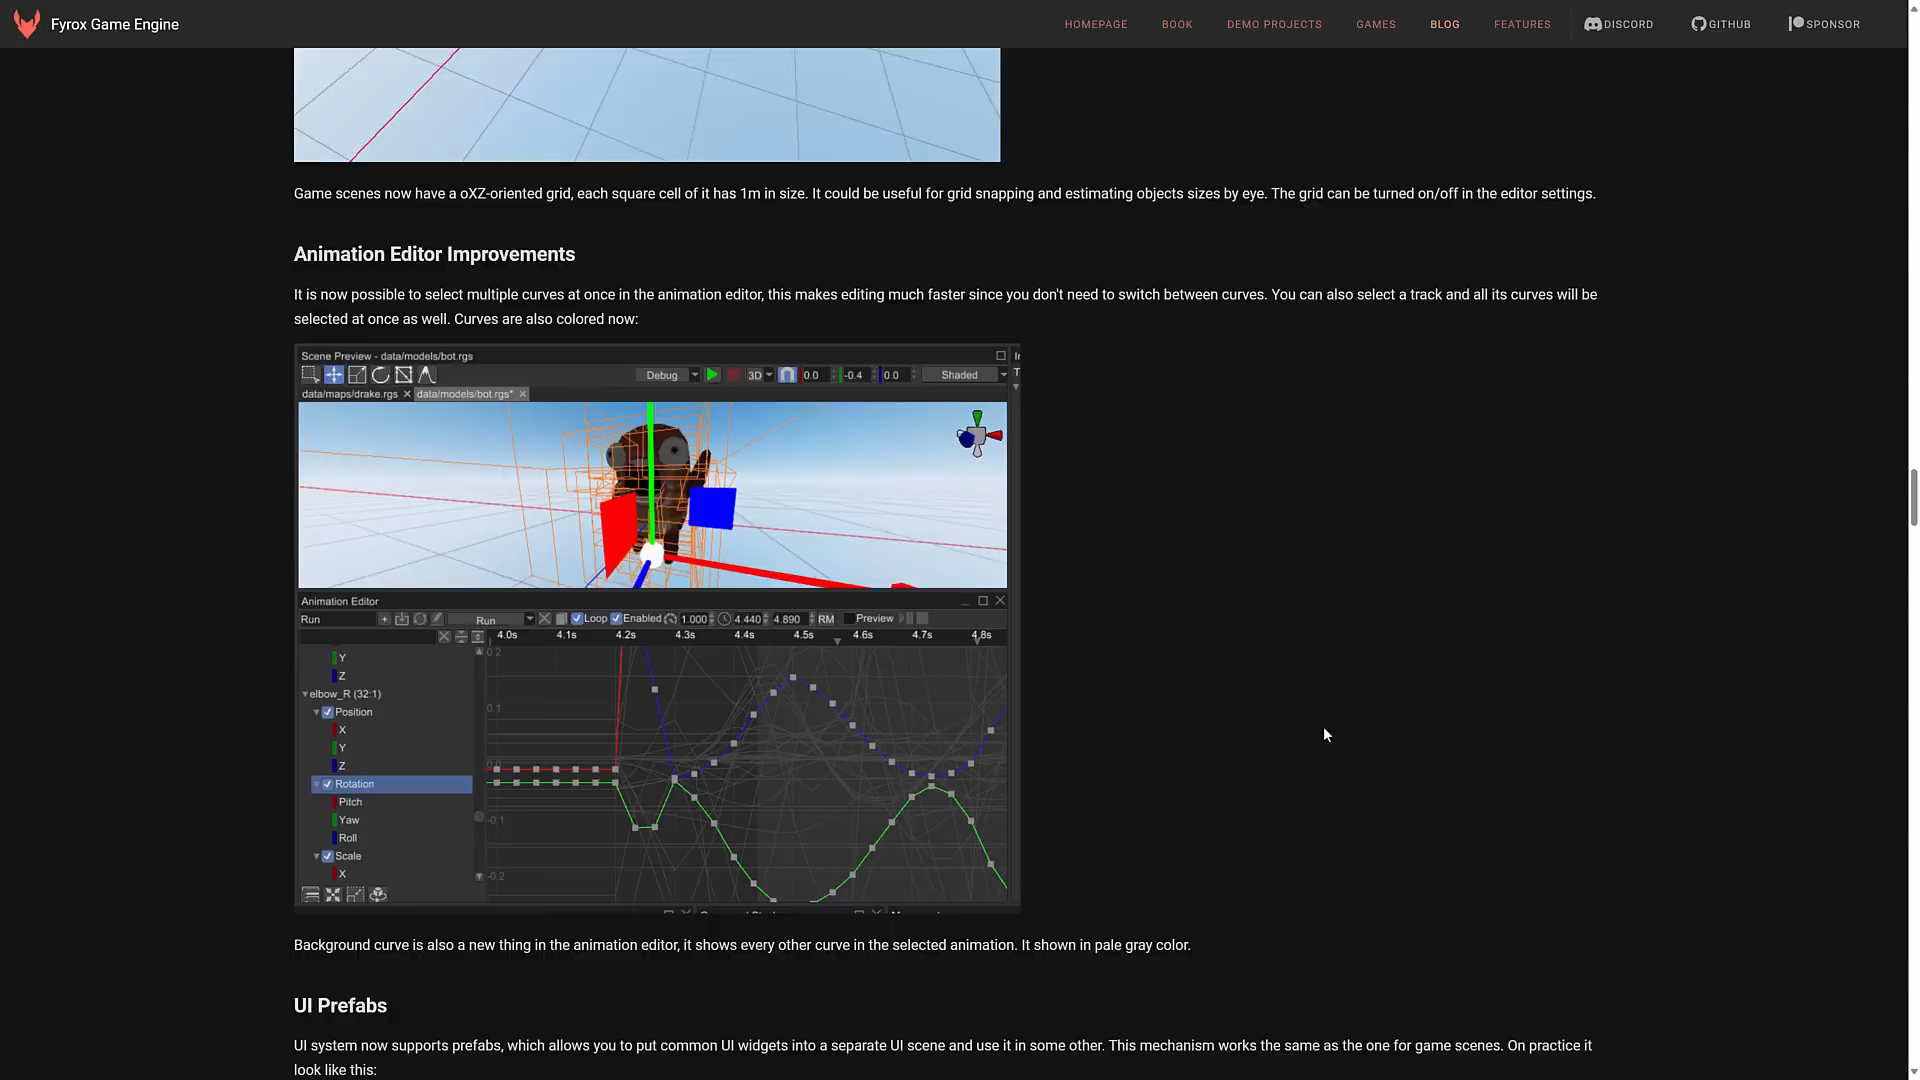 Fyrox Game Engine
HOMEPAGE BOOK DEMO PROJECTS GAMES BLOG FEATURES DISCORD GITHUB SPONSOR
Game scenes now have a oXZ-oriented grid, each square cell of it has 1m in size. It could be useful for grid snapping and estimating objects sizes by eye. The grid can be turned on/off in the editor settings.
Animation Editor Improvements
It is now possible to select multiple curves at once in the animation editor, this makes editing much faster since you don't need to switch between curves. You can also select a track and all its curves will be
selected at once as well. Curves are also colored now:
Scene Preview - data/models/bot.rgs
Debug 3D 0.0 -0.4 0.0 Shaded
data/maps/drake.rgs data/models/bot.rgs*
Animation Editor
Run Run Loop Enabled 1.000 4.440 4.890 RM Preview
4.0s 4.1s 4.2s 4.3s 4.4s 4.5s 4.6s 4.7s 4.8s
0.2
Y
Z
elbow_R (32:1)
0.1
Position
X
Y
Z
0.0
Rotation
Pitch
Yaw
-0.1
Roll
Scale
X
-0.2
Background curve is also a new thing in the animation editor, it shows every other curve in the selected animation. It shown in pale gray color.
UI Prefabs
UI system now supports prefabs, which allows you to put common UI widgets into a separate UI scene and use it in some other. This mechanism works the same as the one for game scenes. On practice it
look like this: